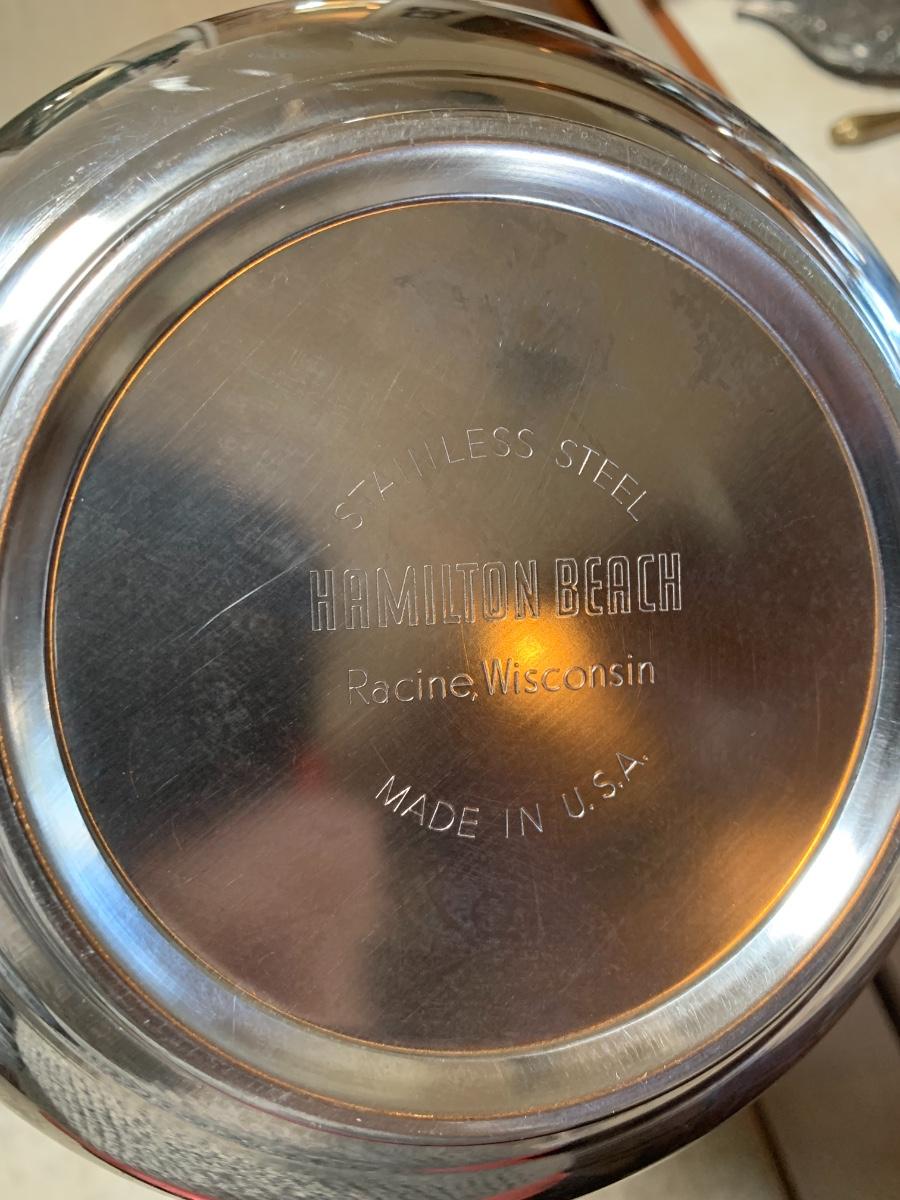 STAINLESS STEEL
HAMILTON BEACH
Racine, Wisconsin
MADE IN U.S.A.